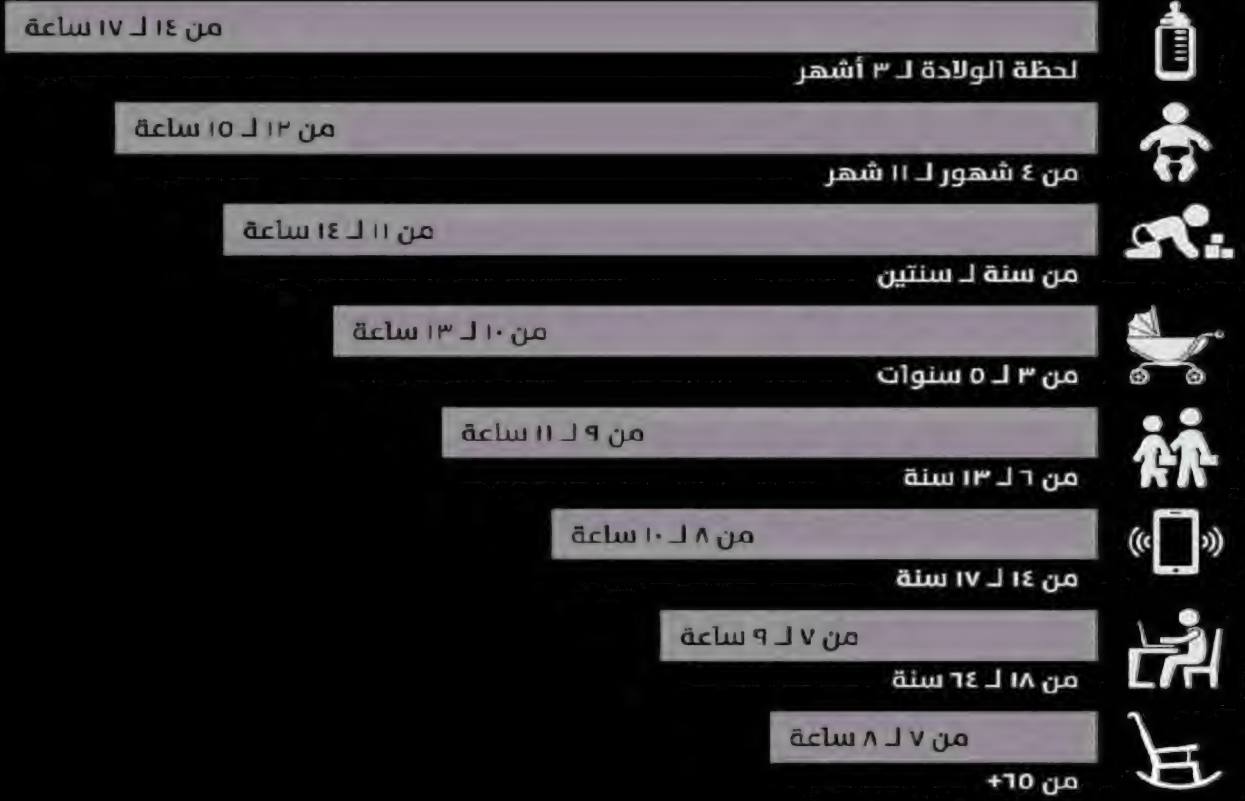 من ١٤ لـ ١٧ ساعة
لحظة الولادة لـ ٣ أشهر
من ١٢ لـ ١٥ ساعة
من ٤ شهور لـ ١١ شهر
من ١١ لـ ١٤ ساعة
من سنة لـ سنتين
من ١٠ لـ ١٣ ساعة
من ٣ لـ ٥ سنوات
من ٩ لـ ١١ ساعة
من ٦ لـ ١٣ سنة
من ٨ لـ ١٠ ساعة
من ١٤ لـ ١٧ سنة
من ٧ لـ ٩ ساعة
من ١٨ لـ ٦٤ سنة
من ٧ لـ ٨ ساعة
من ٦٥+